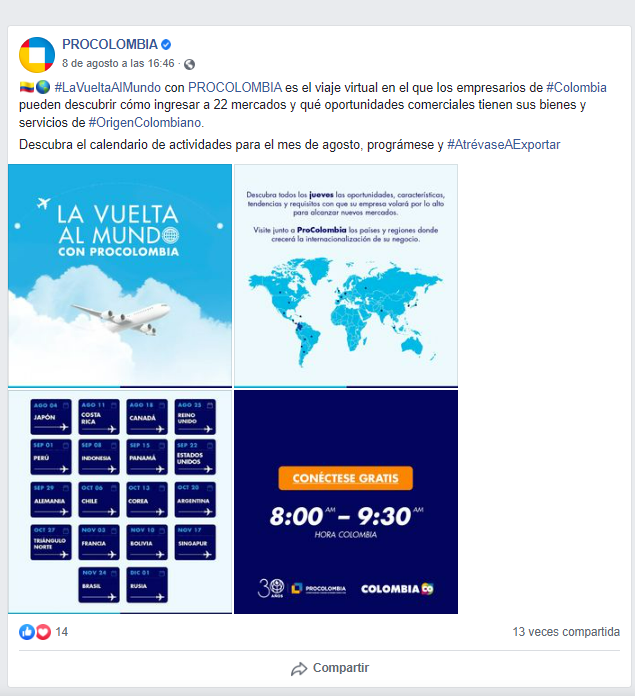 PROCOLOMBIA
8 de agosto a las 16:46 ·
#LaVueltaAlMundo con PROCOLOMBIA es el viaje virtual en el que los empresarios de #Colombia
pueden descubrir cómo ingresar a 22 mercados y qué oportunidades comerciales tienen sus bienes y
servicios de #OrigenColombiano.
Descubra el calendario de actividades para el mes de agosto, prográmese y #AtrévaseAExportar
LA VUELTA
AL MUNDO
CON PROCOLOMBIA
Descubra todos los jueves las oportunidades, características,
tendencias y requisitos con que su empresa volará por lo alto
para alcanzar nuevos mercados.
Visite junto a ProColombia los países y regiones donde
crecerá la internacionalización de su negocio.
AGO 04 AGO 11 AGO 18 AGO 25
JAPÓN COSTA RICA CANADÁ REINO UNIDO
SEP 01 SEP 08 SEP 15 SEP 22
PERÚ INDONESIA PANAMÁ ESTADOS UNIDOS
SEP 29 OCT 06 OCT 13 OCT 20
ALEMANIA CHILE COREA ARGENTINA
OCT 27 NOV 03 NOV 10 NOV 17
TRIÁNGULO NORTE FRANCIA BOLIVIA SINGAPUR
NOV 24 DIC 01
BRASIL RUSIA
CONÉCTESE GRATIS
8:00 AM – 9:30 AM
HORA COLOMBIA
30 AÑOS PROCOLOMBIA COLOMBIA CO
14 13 veces compartida
Compartir